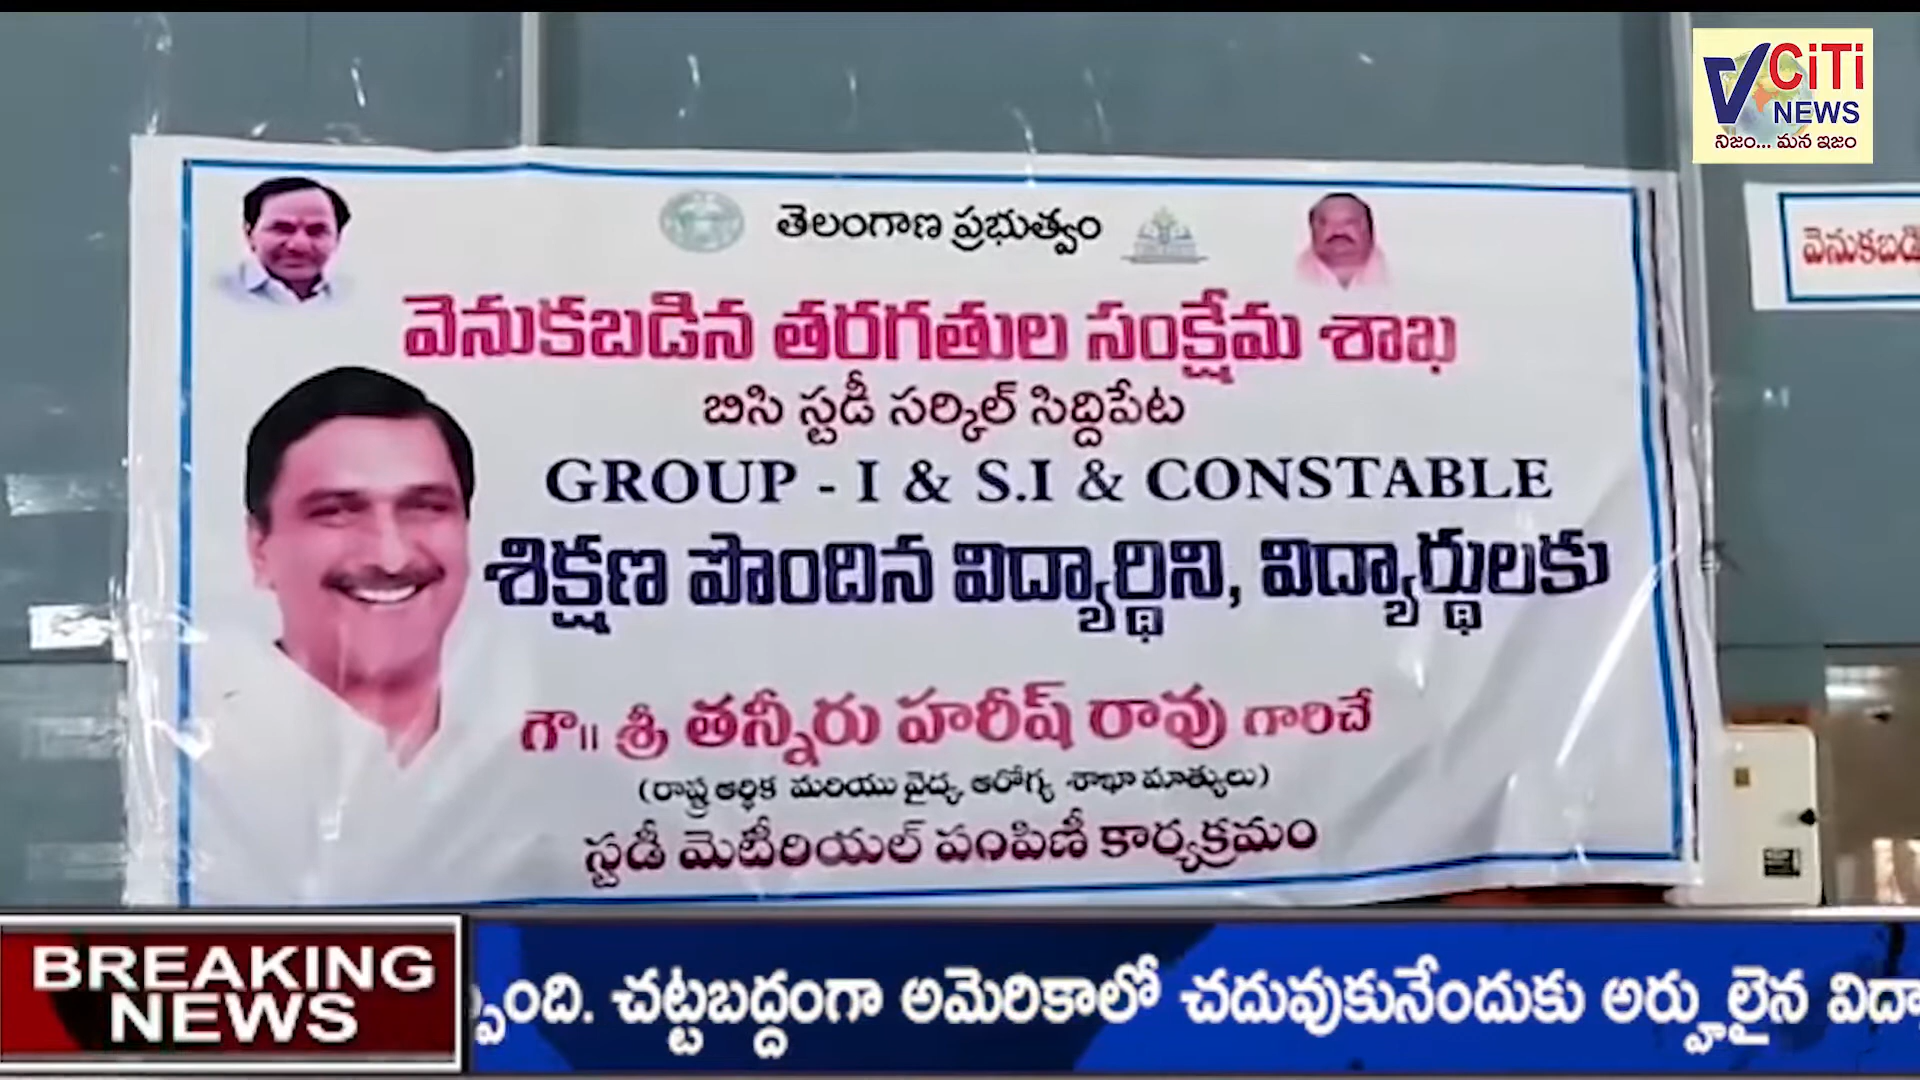 CiTi
NEWS
నిజం... మన ఇజం
తెలంగాణ ప్రభుత్వం
వెనుకబడిన తరగతుల సంక్షేమ శాఖ
బిసి స్టడీ సర్కిల్ సిద్దిపేట
GROUP - I & S.I & CONSTABLE
శిక్షణ పొందిన విద్యార్థిని, విద్యార్థులకు
గౌ॥ శ్రీ తన్నీరు హరీష్ రావు గారిచే
(రాష్ట్ర ఆర్థిక మరియు వైద్య ఆరోగ్య శాఖా మాత్యులు)
స్టడీ మెటీరియల్ పంపిణీ కార్యక్రమం
BREAKING
NEWS
చట్టబద్దంగా అమెరికాలో చదువుకునేందుకు అర్హులైన